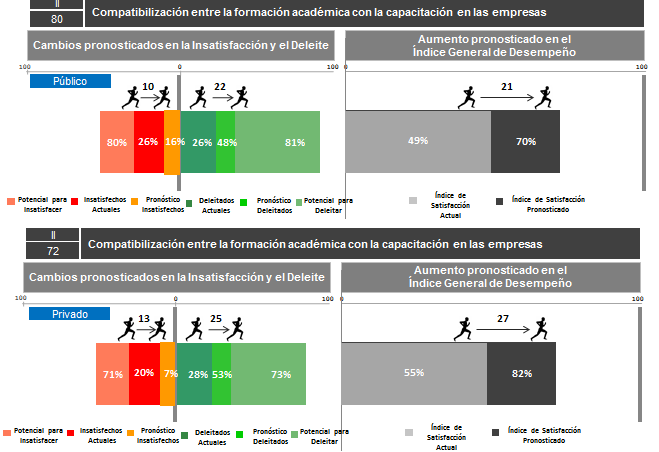 II
80
Compatibilización entre la formación académica con la capacitación en las empresas
Cambios pronosticados en la Insatisfacción y el Deleite
Aumento pronosticado en el
Índice General de Desempeño
100 0 100
0 100
Público
10 22
21
80% 26% 16% 26% 48% 81%
49% 70%
Potencial para Insatisfacer
Insatisfechos Actuales
Pronóstico Insatisfechos
Deleitados Actuales
Pronóstico Deleitados
Potencial para Deleitar
Índice de Satisfacción Actual
Índice de Satisfacción Pronosticado
II
72
Compatibilización entre la formación académica con la capacitación en las empresas
Cambios pronosticados en la Insatisfacción y el Deleite
Aumento pronosticado en el
Índice General de Desempeño
100 0 100
0 100
Privado
13 25
27
71% 20% 7% 28% 53% 73%
55% 82%
Potencial para Insatisfacer
Insatisfechos Actuales
Pronóstico Insatisfechos
Deleitados Actuales
Pronóstico Deleitados
Potencial para Deleitar
Índice de Satisfacción Actual
Índice de Satisfacción Pronosticado